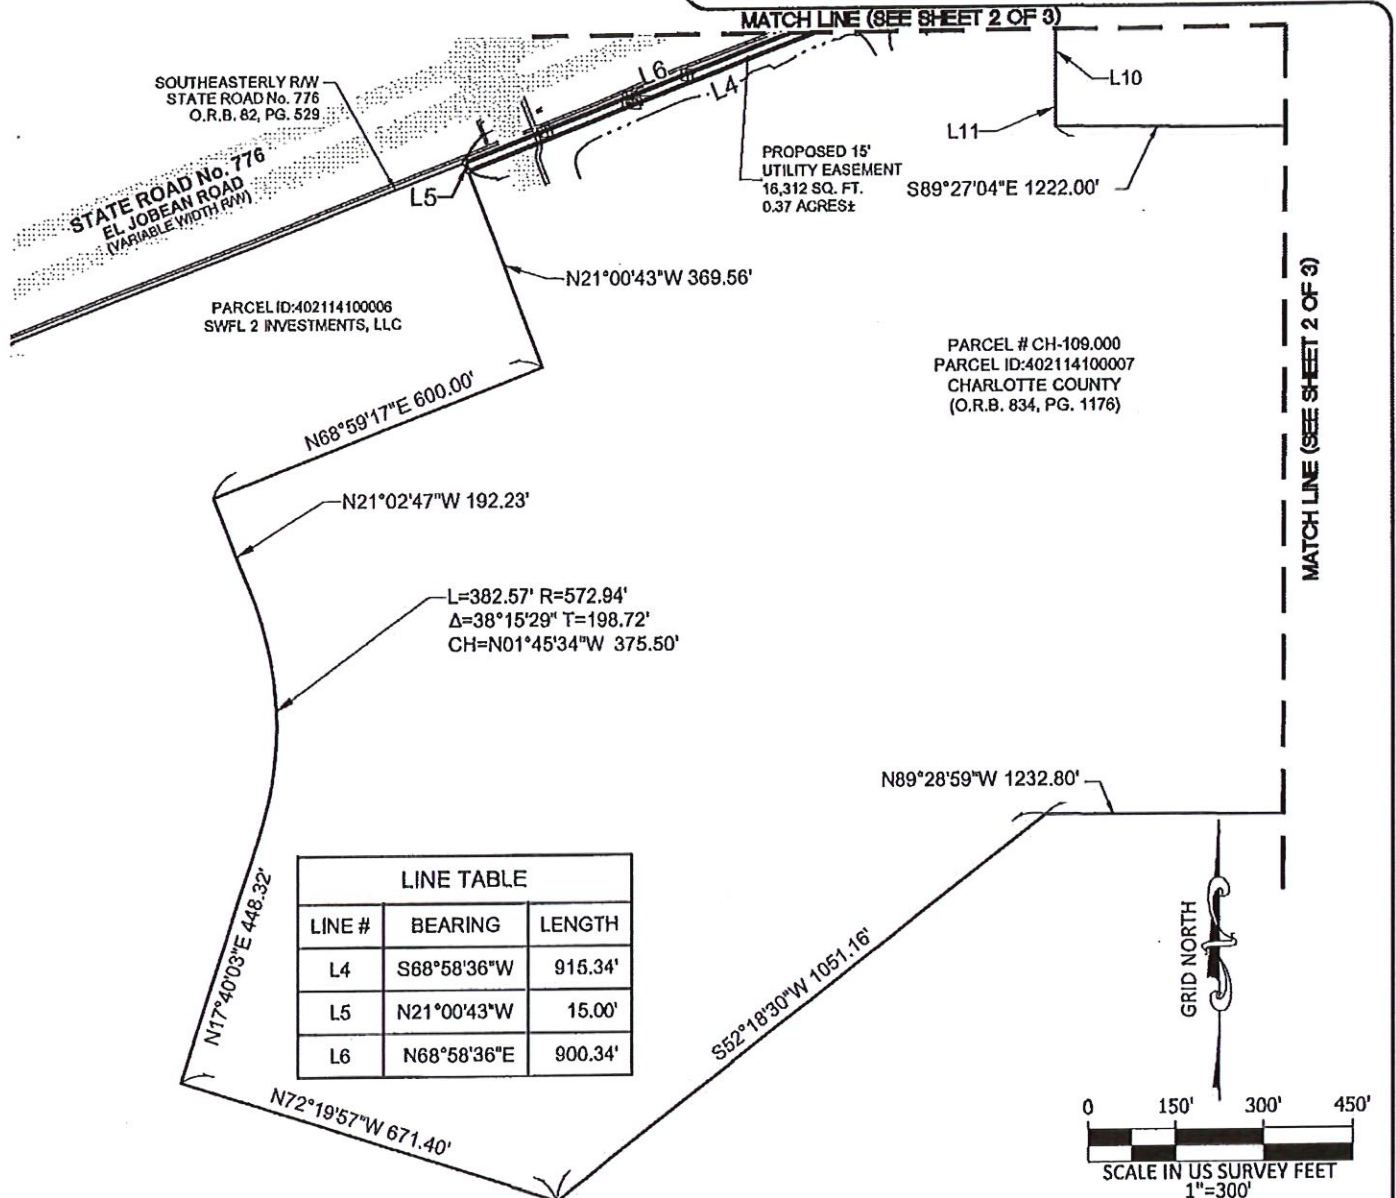 MATCH LINE (SEE SHEET 2 OF 3)
SOUTHEASTERLY R/W
STATE ROAD No. 776
O.R.B. 82, PG. 529
L6
L4
L10
L11
PROPOSED 15'
UTILITY EASEMENT
16,312 SQ. FT.
0.37 ACRES±
S89°27'04"E 1222.00'
STATE ROAD No. 776
EL JOBEAN ROAD
(VARIABLE WIDTH R/W)
L5
N21°00'43"W 369.56'
PARCEL ID:402114100006
SWFL 2 INVESTMENTS, LLC
MATCH LINE (SEE SHEET 2 OF 3)
PARCEL # CH-109.000
PARCEL ID:402114100007
CHARLOTTE COUNTY
(O.R.B. 834, PG. 1176)
N68°59'17"E 600.00'
N21°02'47"W 192.23'
L=382.57' R=572.94'
Δ=38°15'29" T=198.72'
CH=N01°45'34"W 375.50'
N89°28'59"W 1232.80'
N17°40'03"E 448.32'
LINE TABLE
LINE # BEARING LENGTH
L4 S68°58'36"W 915.34'
L5 N21°00'43"W 15.00'
L6 N68°58'36"E 900.34'
S52°18'30"W 1051.16'
GRID NORTH
N72°19'57"W 671.40'
0 150' 300' 450'
SCALE IN US SURVEY FEET
1"=300'